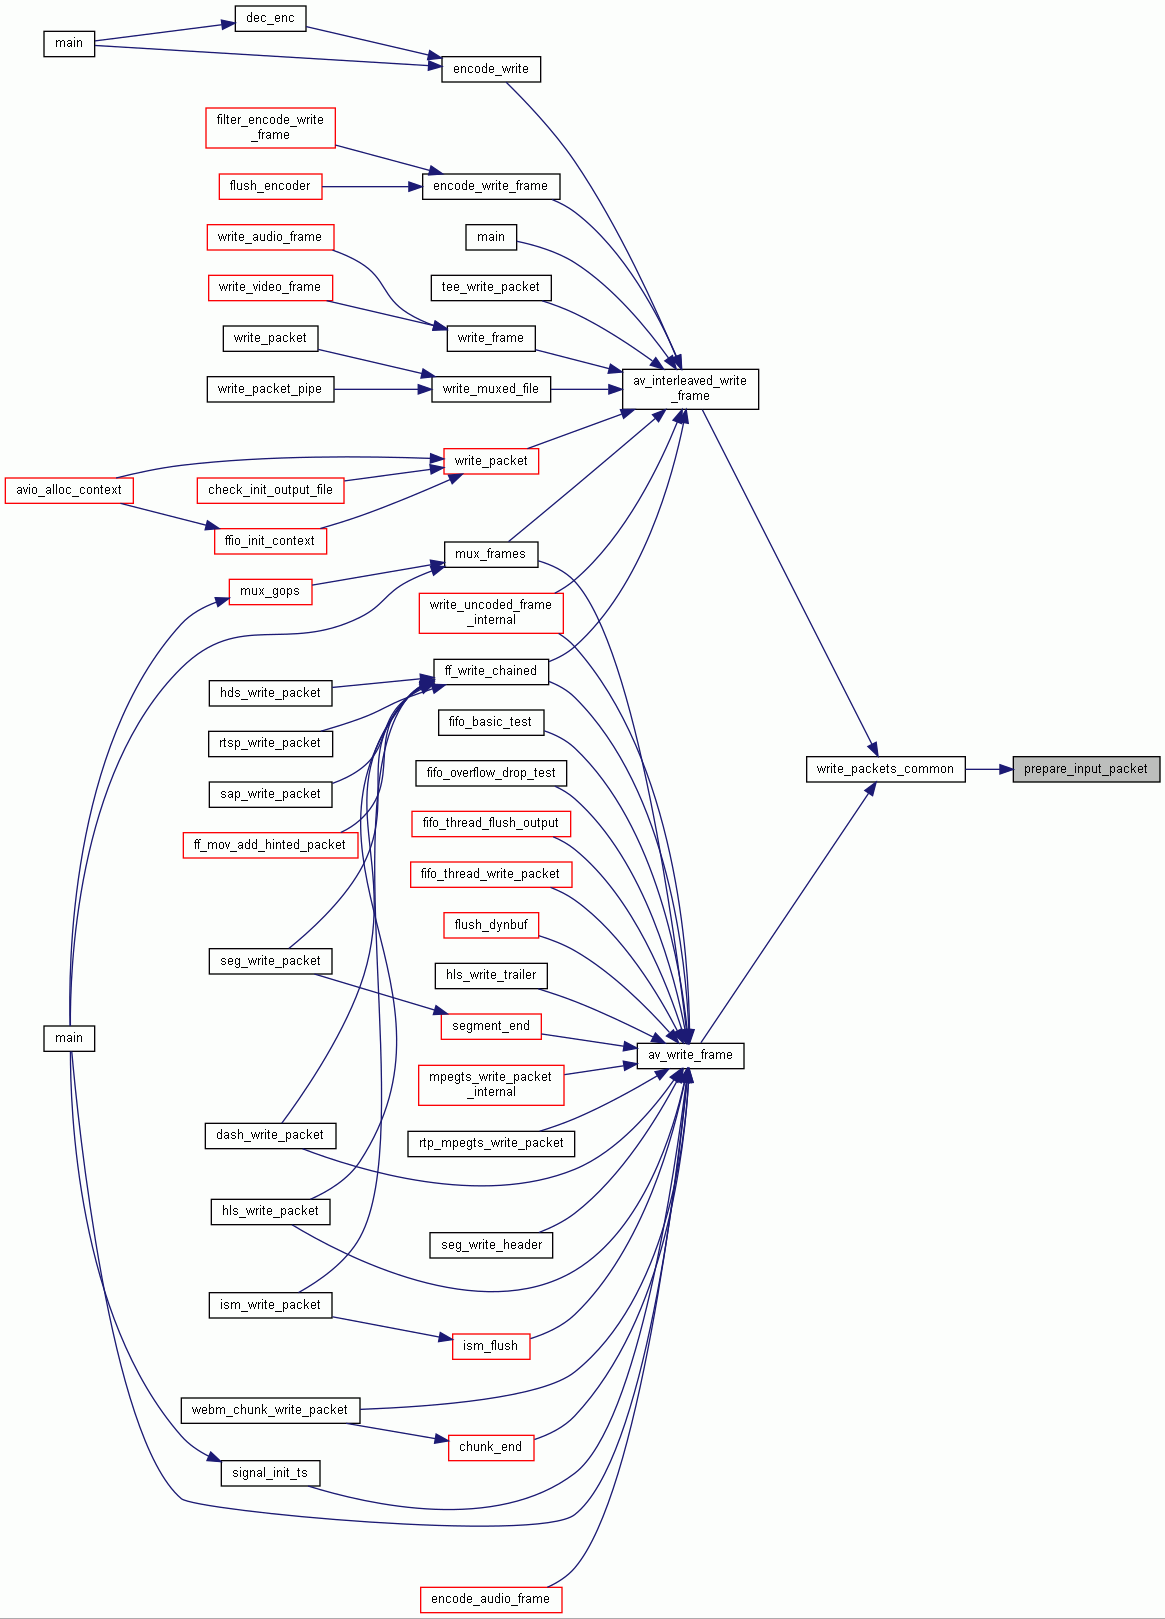 dec_enc
main
encode_write
filter_encode_write
_frame
flush_encoder
encode_write_frame
write_audio_frame
main
write_video_frame
tee_write_packet
write_packet
write_frame
write_packet_pipe
write_muxed_file
av_interleaved_write
_frame
write_packet
avio_alloc_context
check_init_output_file
ffio_init_context
mux_frames
mux_gops
write_uncoded_frame
_internal
ff_write_chained
hds_write_packet
fifo_basic_test
rtsp_write_packet
fifo_overflow_drop_test
write_packets_common
prepare_input_packet
sap_write_packet
fifo_thread_flush_output
ff_mov_add_hinted_packet
fifo_thread_write_packet
flush_dynbuf
seg_write_packet
hls_write_trailer
segment_end
main
av_write_frame
mpegts_write_packet
_internal
dash_write_packet
rtp_mpegts_write_packet
hls_write_packet
seg_write_header
ism_write_packet
ism_flush
webm_chunk_write_packet
chunk_end
signal_init_ts
encode_audio_frame